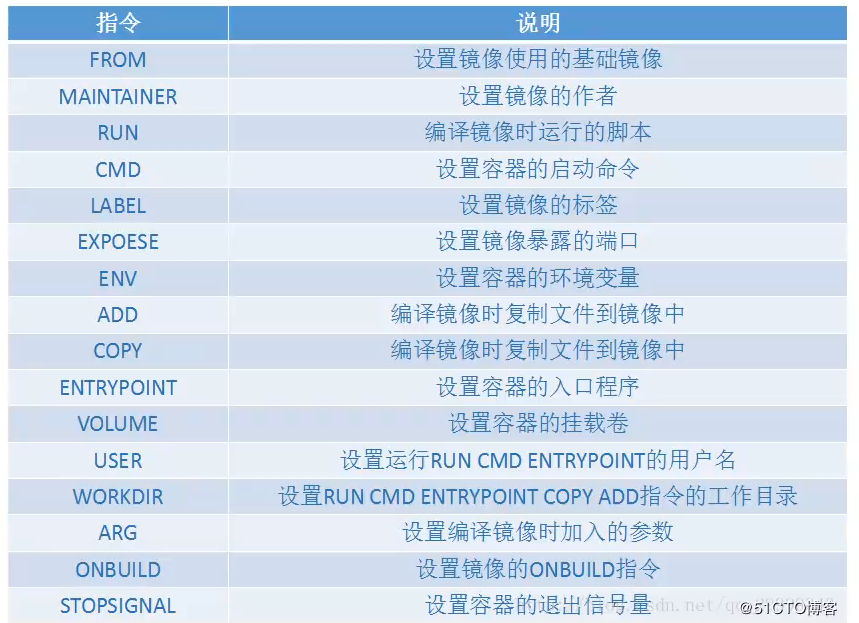 指令 说明
FROM 设置镜像使用的基础镜像
MAINTAINER 设置镜像的作者
RUN 编译镜像时运行的脚本
CMD 设置容器的启动命令
LABEL 设置镜像的标签
EXPOESE 设置镜像暴露的端口
ENV 设置容器的环境变量
ADD 编译镜像时复制文件到镜像中
COPY 编译镜像时复制文件到镜像中
ENTRYPOINT 设置容器的入口程序
VOLUME 设置容器的挂载卷
USER 设置运行RUN CMD ENTRYPOINT的用户名
WORKDIR 设置RUN CMD ENTRYPOINT COPY ADD指令的工作目录
ARG 设置编译镜像时加入的参数
ONBUILD 设置镜像的ONBUILD指令
STOPSIGNAL 设置容器的退出信号量
@51CTO博客